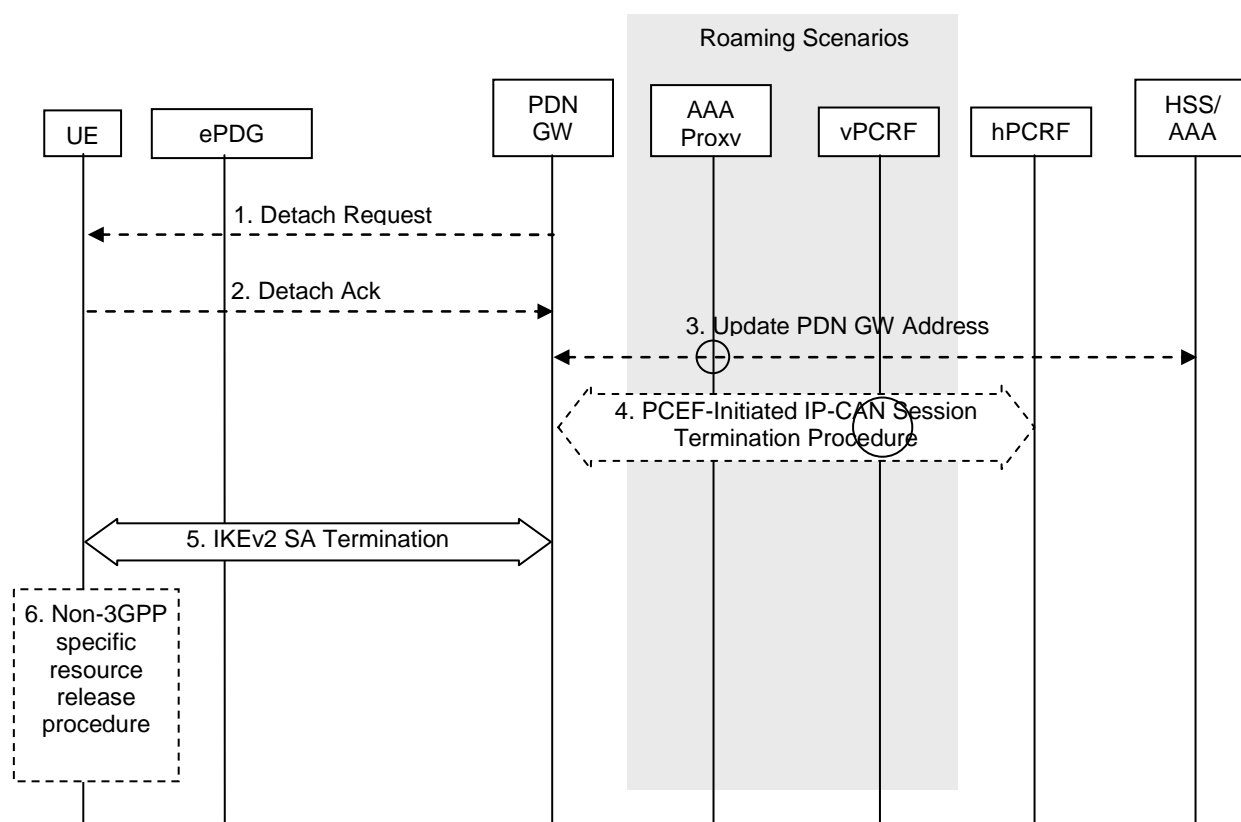 Roaming Scenarios
UE
ePDG
PDN
GW
AAA
Proxv
vPCRF
hPCRF
HSS/
AAA
1. Detach Request
2. Detach Ack
3. Update PDN GW Address
4. PCEF-Initiated IP-CAN Session
Termination Procedure
5. IKEv2 SA Termination
6. Non-3GPP
specific
resource
release
procedure